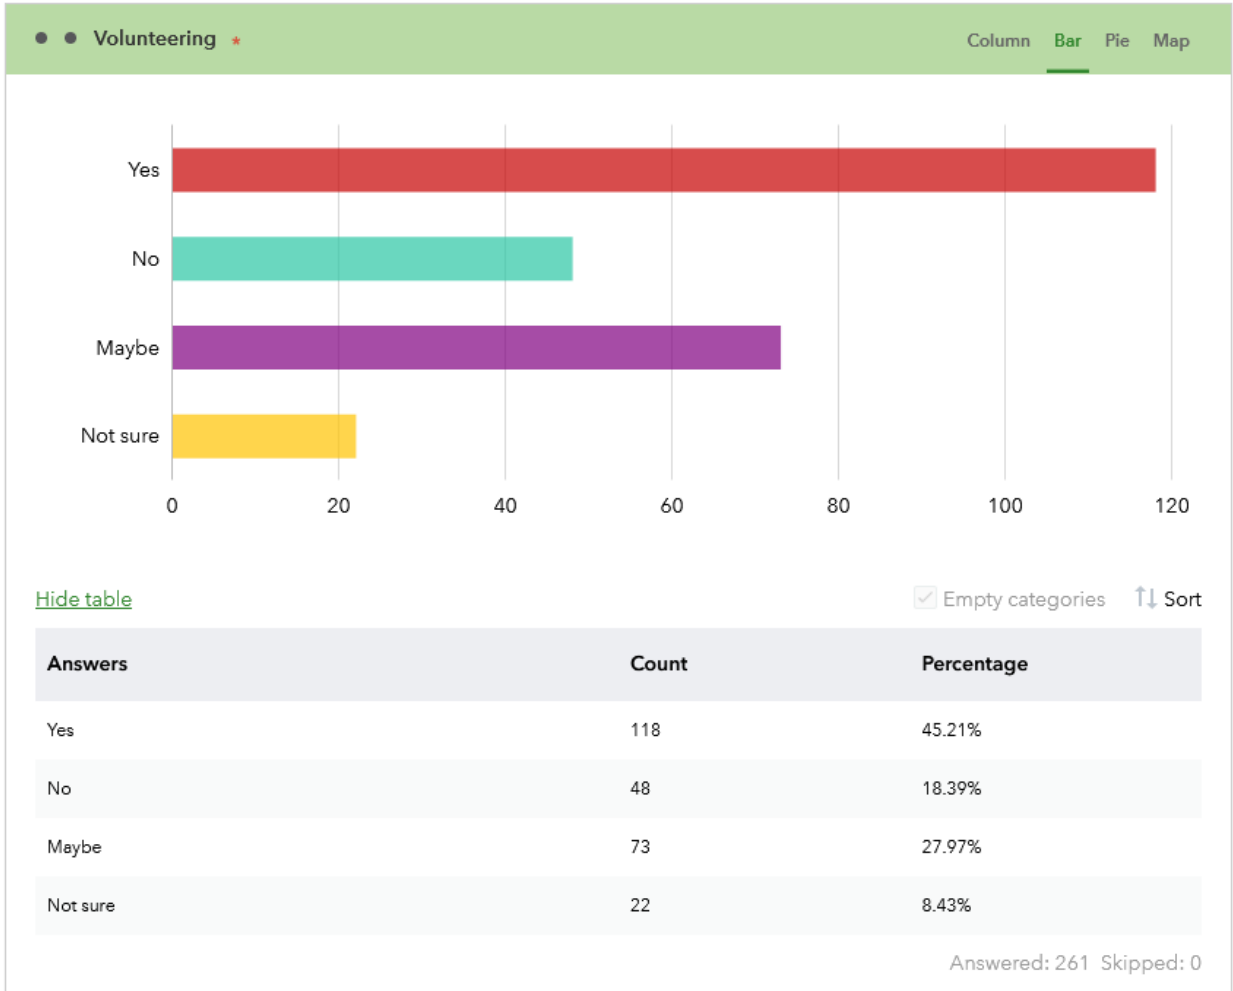 Volunteering *
Column Bar Pie Map
Yes
No
Maybe
Not sure
0 20 40 60 80 100 120
Hide table
Empty categories Sort
Answers Count Percentage
Yes 118 45.21%
No 48 18.39%
Maybe 73 27.97%
Not sure 22 8.43%
Answered: 261 Skipped: 0